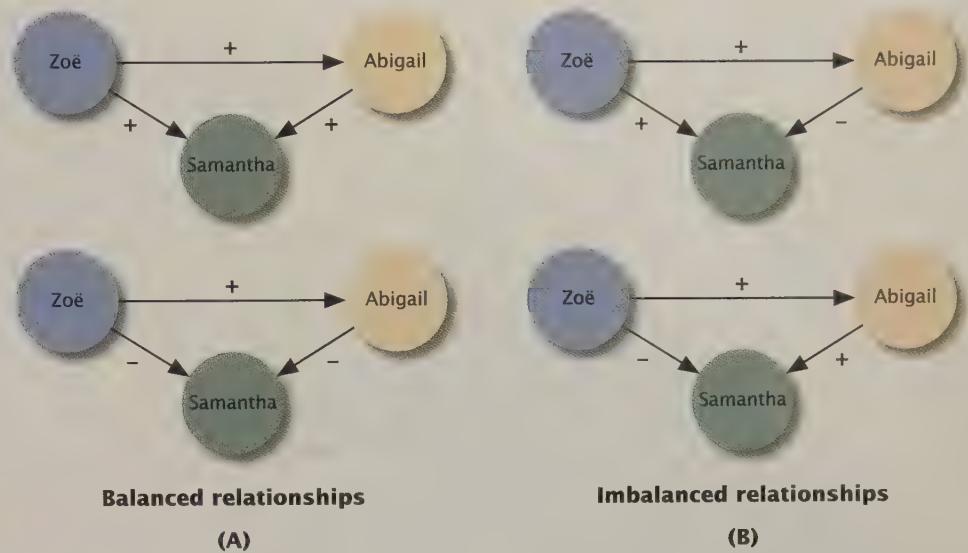 +
+
Zoë
Abigail
Zoë
Abigail
+
+
+
−
Samantha
Samantha
+
+
Zoë
Abigail
Zoë
Abigail
−
−
−
+
Samantha
Samantha
Balanced relationships
Imbalanced relationships
(A)
(B)